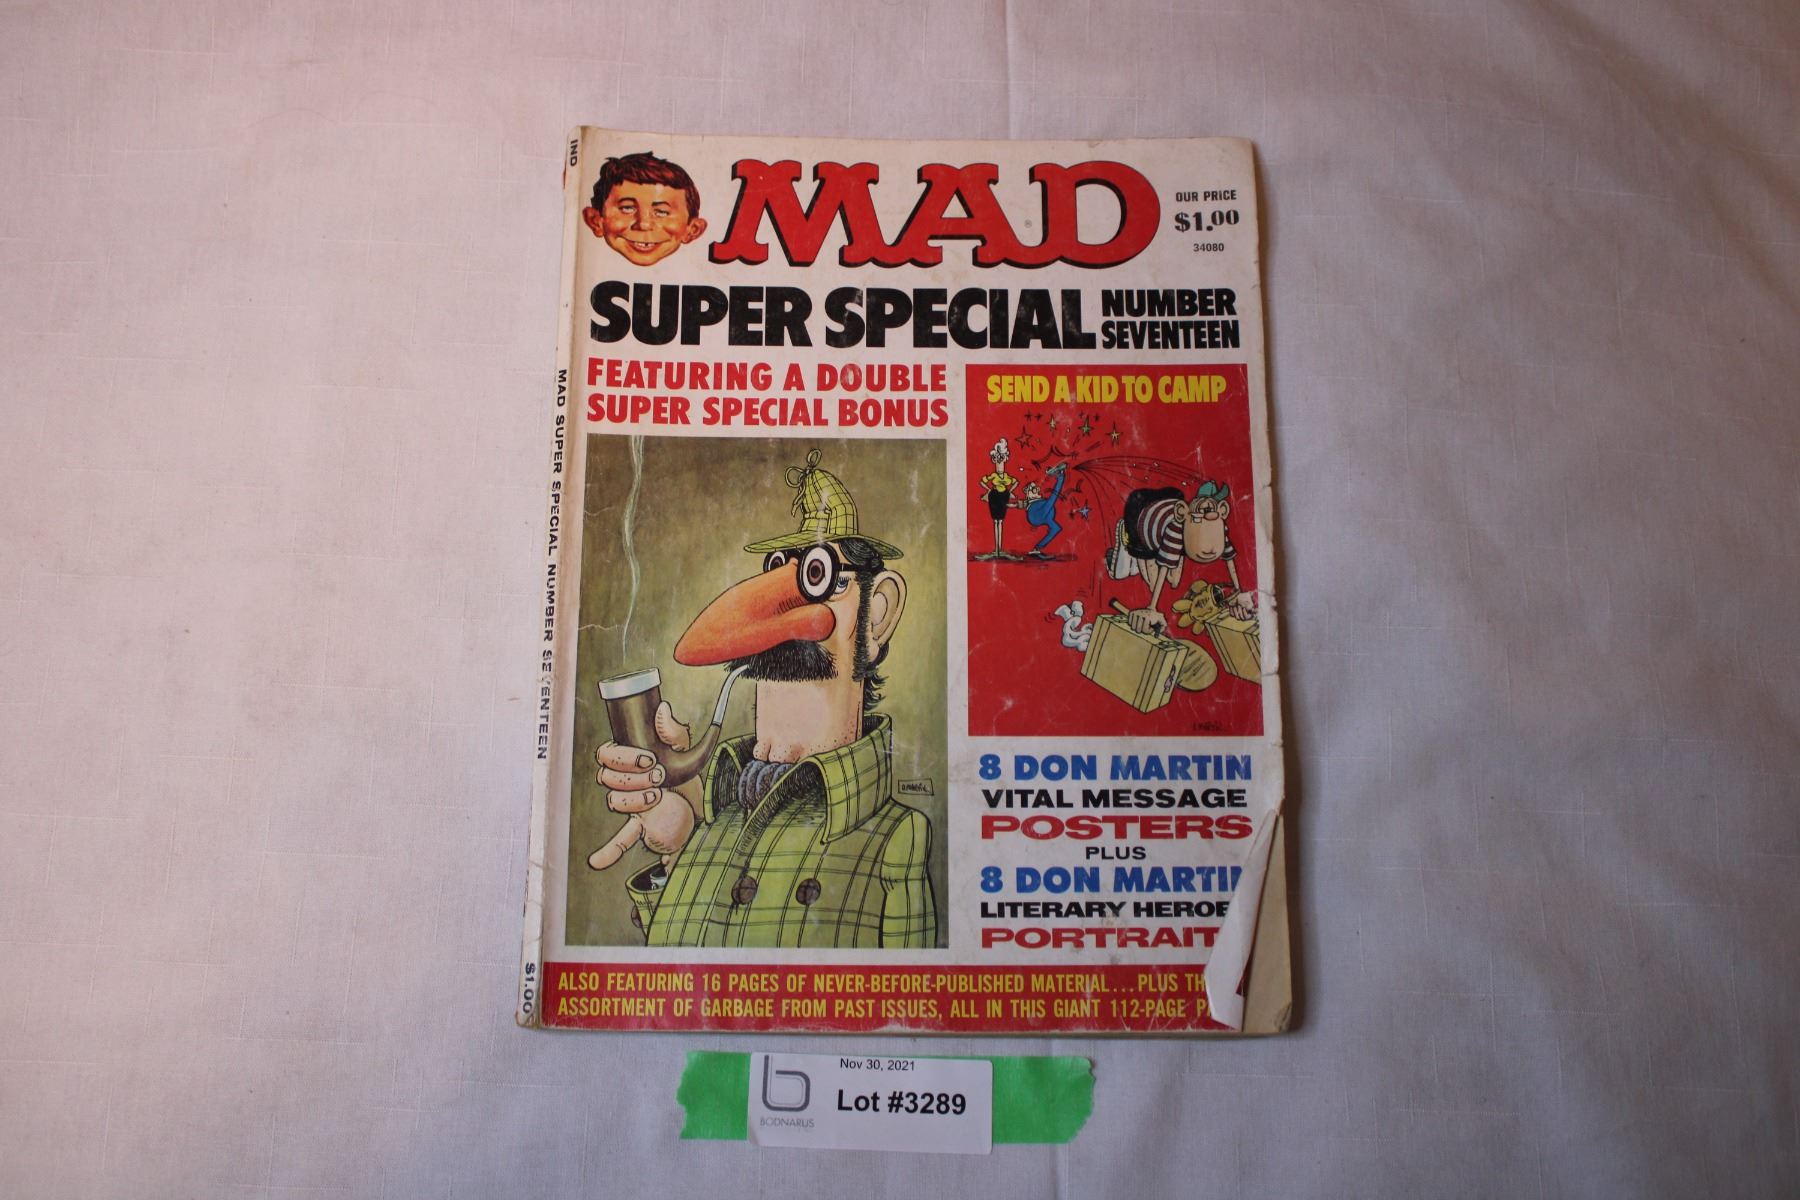 IND
MAD
OUR PRICE
$1.00
34080
SUPER SPECIAL NUMBER SEVENTEEN
FEATURING A DOUBLE
SUPER SPECIAL BONUS
SEND A KID TO CAMP
8 DON MARTIN
VITAL MESSAGE
POSTERS
PLUS
8 DON MARTIN
LITERARY HEROE
PORTRAIT
ALSO FEATURING 16 PAGES OF NEVER-BEFORE-PUBLISHED MATERIAL...PLUS TH
ASSORTMENT OF GARBAGE FROM PAST ISSUES, ALL IN THIS GIANT 112-PAGE P
MAD SUPER SPECIAL NUMBER SEVENTEEN
$1.00
Nov 30, 2021
Lot #3289
BODNARUS